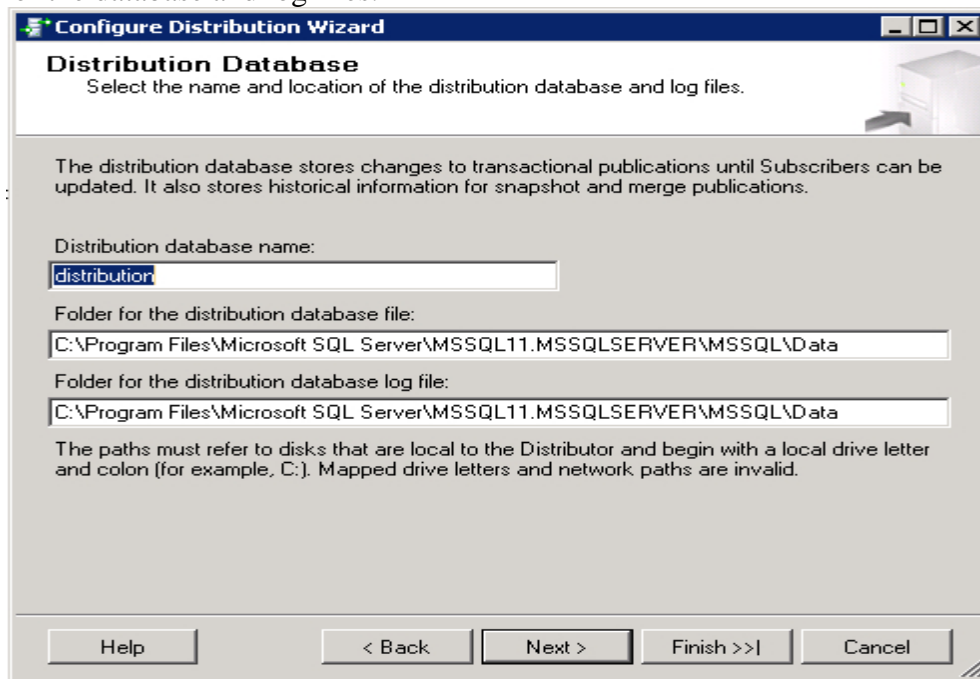 Configure Distribution Wizard
Distribution Database
Select the name and location of the distribution database and log files.
The distribution database stores changes to transactional publications until Subscribers can be
updated. It also stores historical information for snapshot and merge publications.
Distribution database name:
distribution
Folder for the distribution database file:
C:\Program Files\Microsoft SQL Server\MSSQL11.MSSQLSERVER\MSSQL\Data
Folder for the distribution database log file:
C:\Program Files\Microsoft SQL Server\MSSQL11.MSSQLSERVER\MSSQL\Data
The paths must refer to disks that are local to the Distributor and begin with a local drive letter
and colon (for example, C:). Mapped drive letters and network paths are invalid.
Help
< Back
Next >
Finish >>|
Cancel